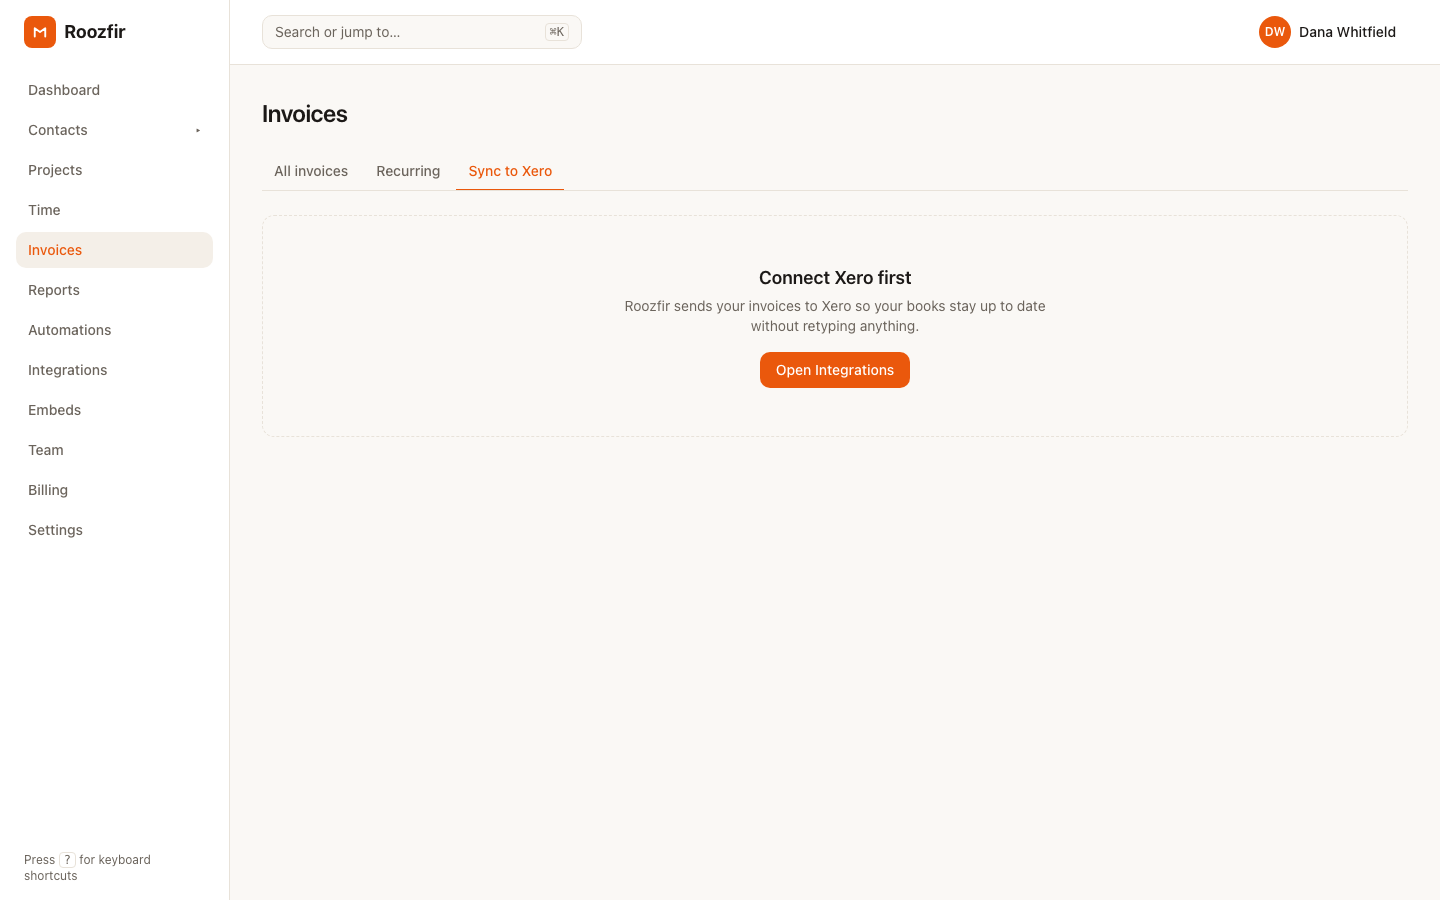 Roozfir
Search or jump to...
⌘K
DW
Dana Whitfield
Dashboard
Contacts
Projects
Time
Invoices
Reports
Automations
Integrations
Embeds
Team
Billing
Settings
Press ? for keyboard
shortcuts
Invoices
All invoices
Recurring
Sync to Xero
Connect Xero first
Roozfir sends your invoices to Xero so your books stay up to date
without retyping anything.
Open Integrations